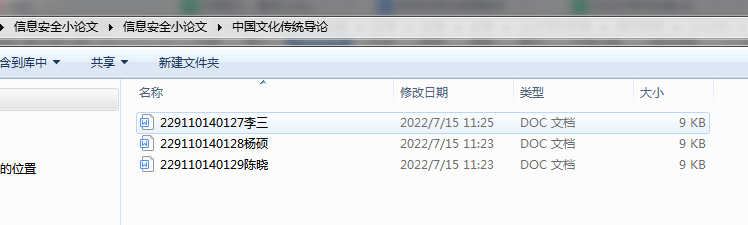 信息安全小论文 信息安全小论文 中国文化传统导论
含到库中 共享 新建文件夹
名称 修改日期 类型 大小
229110140127李三 2022/7/15 11:25 DOC 文档 9 KB
229110140128杨硕 2022/7/15 11:23 DOC 文档 9 KB
229110140129陈晓 2022/7/15 11:23 DOC 文档 9 KB
的位置